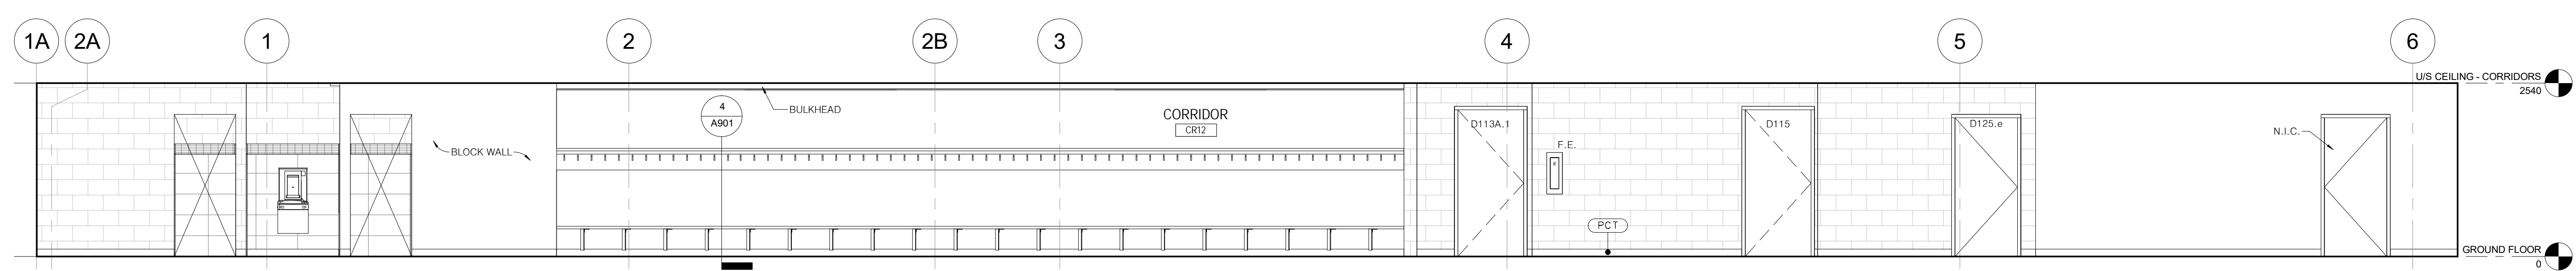 1A 2A 1 2 2B 3 4 5 6
U/S CEILING - CORRIDORS
2540
4
A901
BULKHEAD
CORRIDOR
CR12
D113A.1
D115
D125.e
N.I.C.
F.E.
BLOCK WALL
PCT
GROUND FLOOR
0